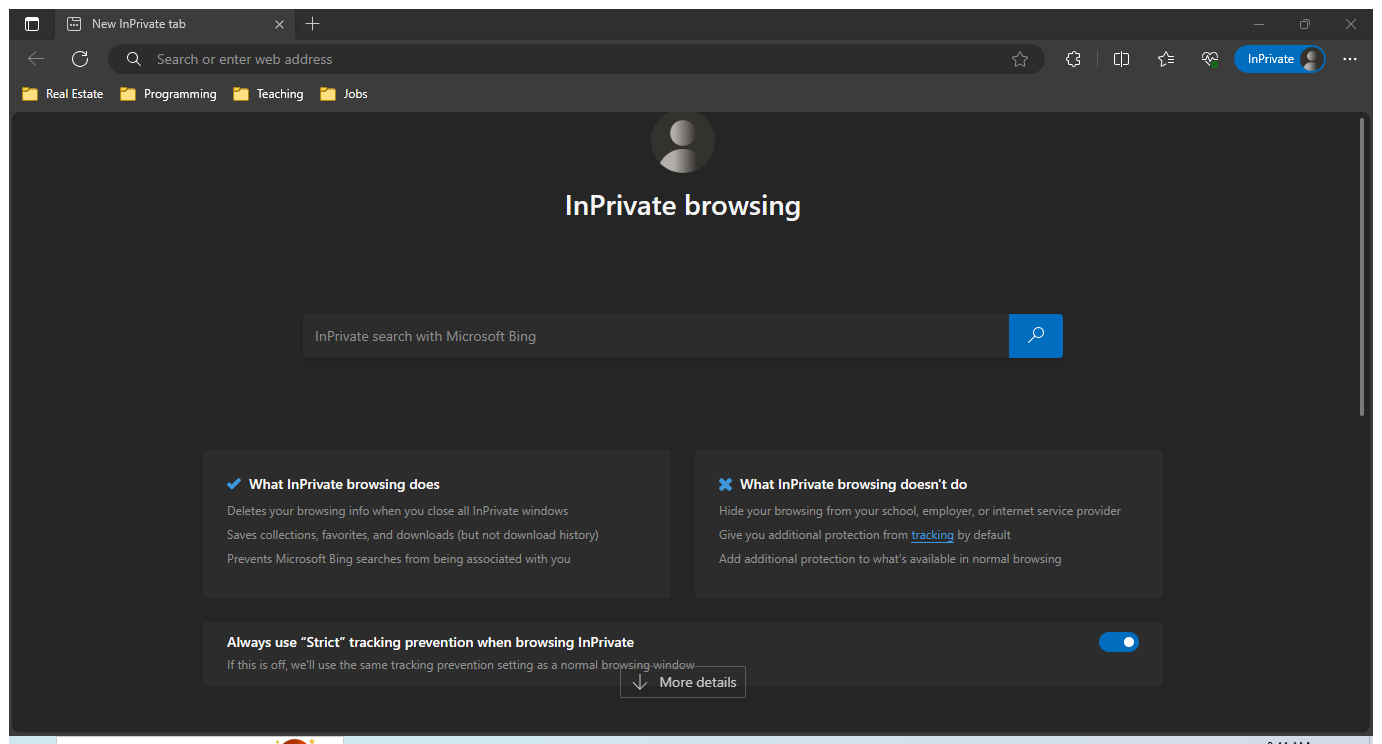 New InPrivate tab
Search or enter web address
InPrivate
Real Estate Programming Teaching Jobs
InPrivate browsing
InPrivate search with Microsoft Bing
What InPrivate browsing does
Deletes your browsing info when you close all InPrivate windows
Saves collections, favorites, and downloads (but not download history)
Prevents Microsoft Bing searches from being associated with you
What InPrivate browsing doesn't do
Hide your browsing from your school, employer, or internet service provider
Give you additional protection from tracking by default
Add additional protection to what's available in normal browsing
Always use “Strict” tracking prevention when browsing InPrivate
If this is off, we'll use the same tracking prevention setting as a normal browsing window
More details